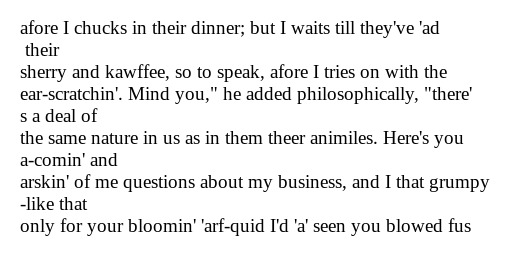 afore I chucks in their dinner; but I waits till they've 'ad
their
sherry and kawffee, so to speak, afore I tries on with the
ear-scratchin'. Mind you," he added philosophically, "there'
s a deal of
the same nature in us as in them theer animiles. Here's you
a-comin' and
arskin' of me questions about my business, and I that grumpy
-like that
only for your bloomin' 'arf-quid I'd 'a' seen you blowed fus